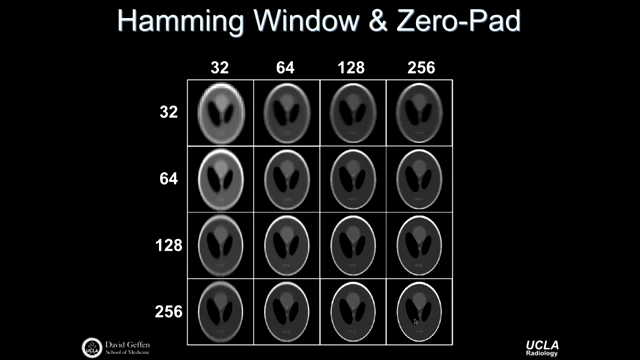 Hamming Window & Zero-Pad
32 64 128 256
32
64
128
256
UCLA
David Geffen
School of Medicine
UCLA
Radiology